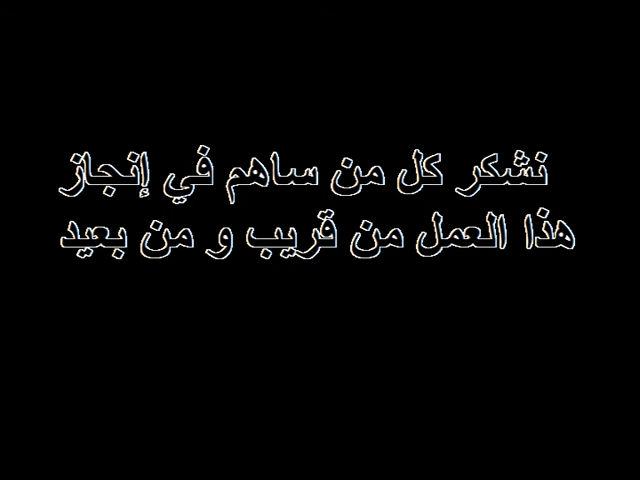 نشكر كل من ساهم في إنجاز
هذا العمل من قريب و من بعيد